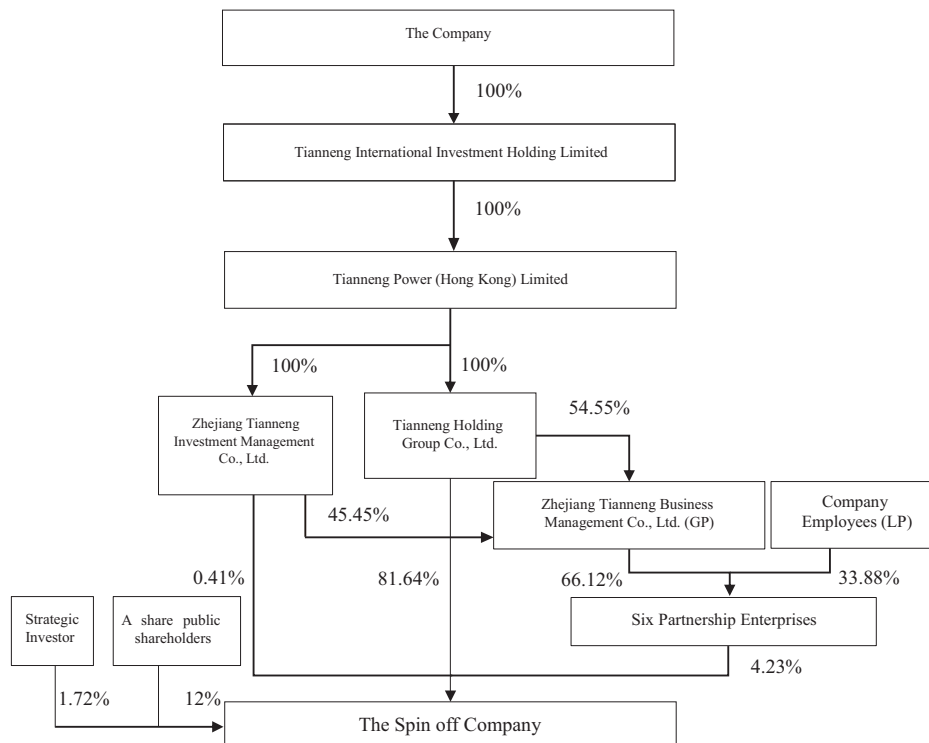 The Company
100%
Tianneng International Investment Holding Limited
100%
Tianneng Power (Hong Kong) Limited
100%
100%
Zhejiang Tianneng
Investment Management
Co., Ltd.
Tianneng Holding
Group Co., Ltd.
54.55%
45.45%
Zhejiang Tianneng Business
Management Co., Ltd. (GP)
Company
Employees (LP)
0.41%
81.64%
66.12%
33.88%
Strategic
Investor
A share public
shareholders
Six Partnership Enterprises
4.23%
1.72%
12%
The Spin off Company